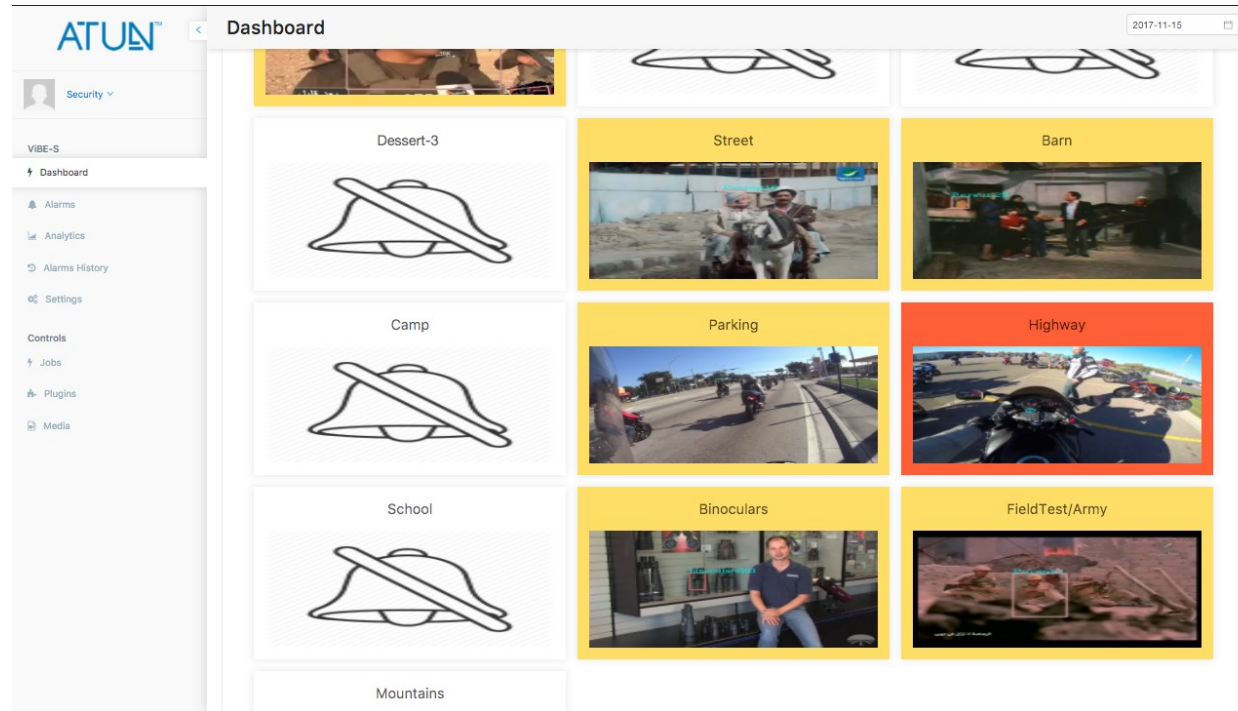 ATUN™
Dashboard
2017-11-15
Security
ViBE-S
Dashboard
Alarms
Analytics
Alarms History
Settings
Controls
Jobs
Plugins
Media
Dessert-3
Street
Barn
Camp
Parking
Highway
School
Binoculars
FieldTest/Army
Mountains